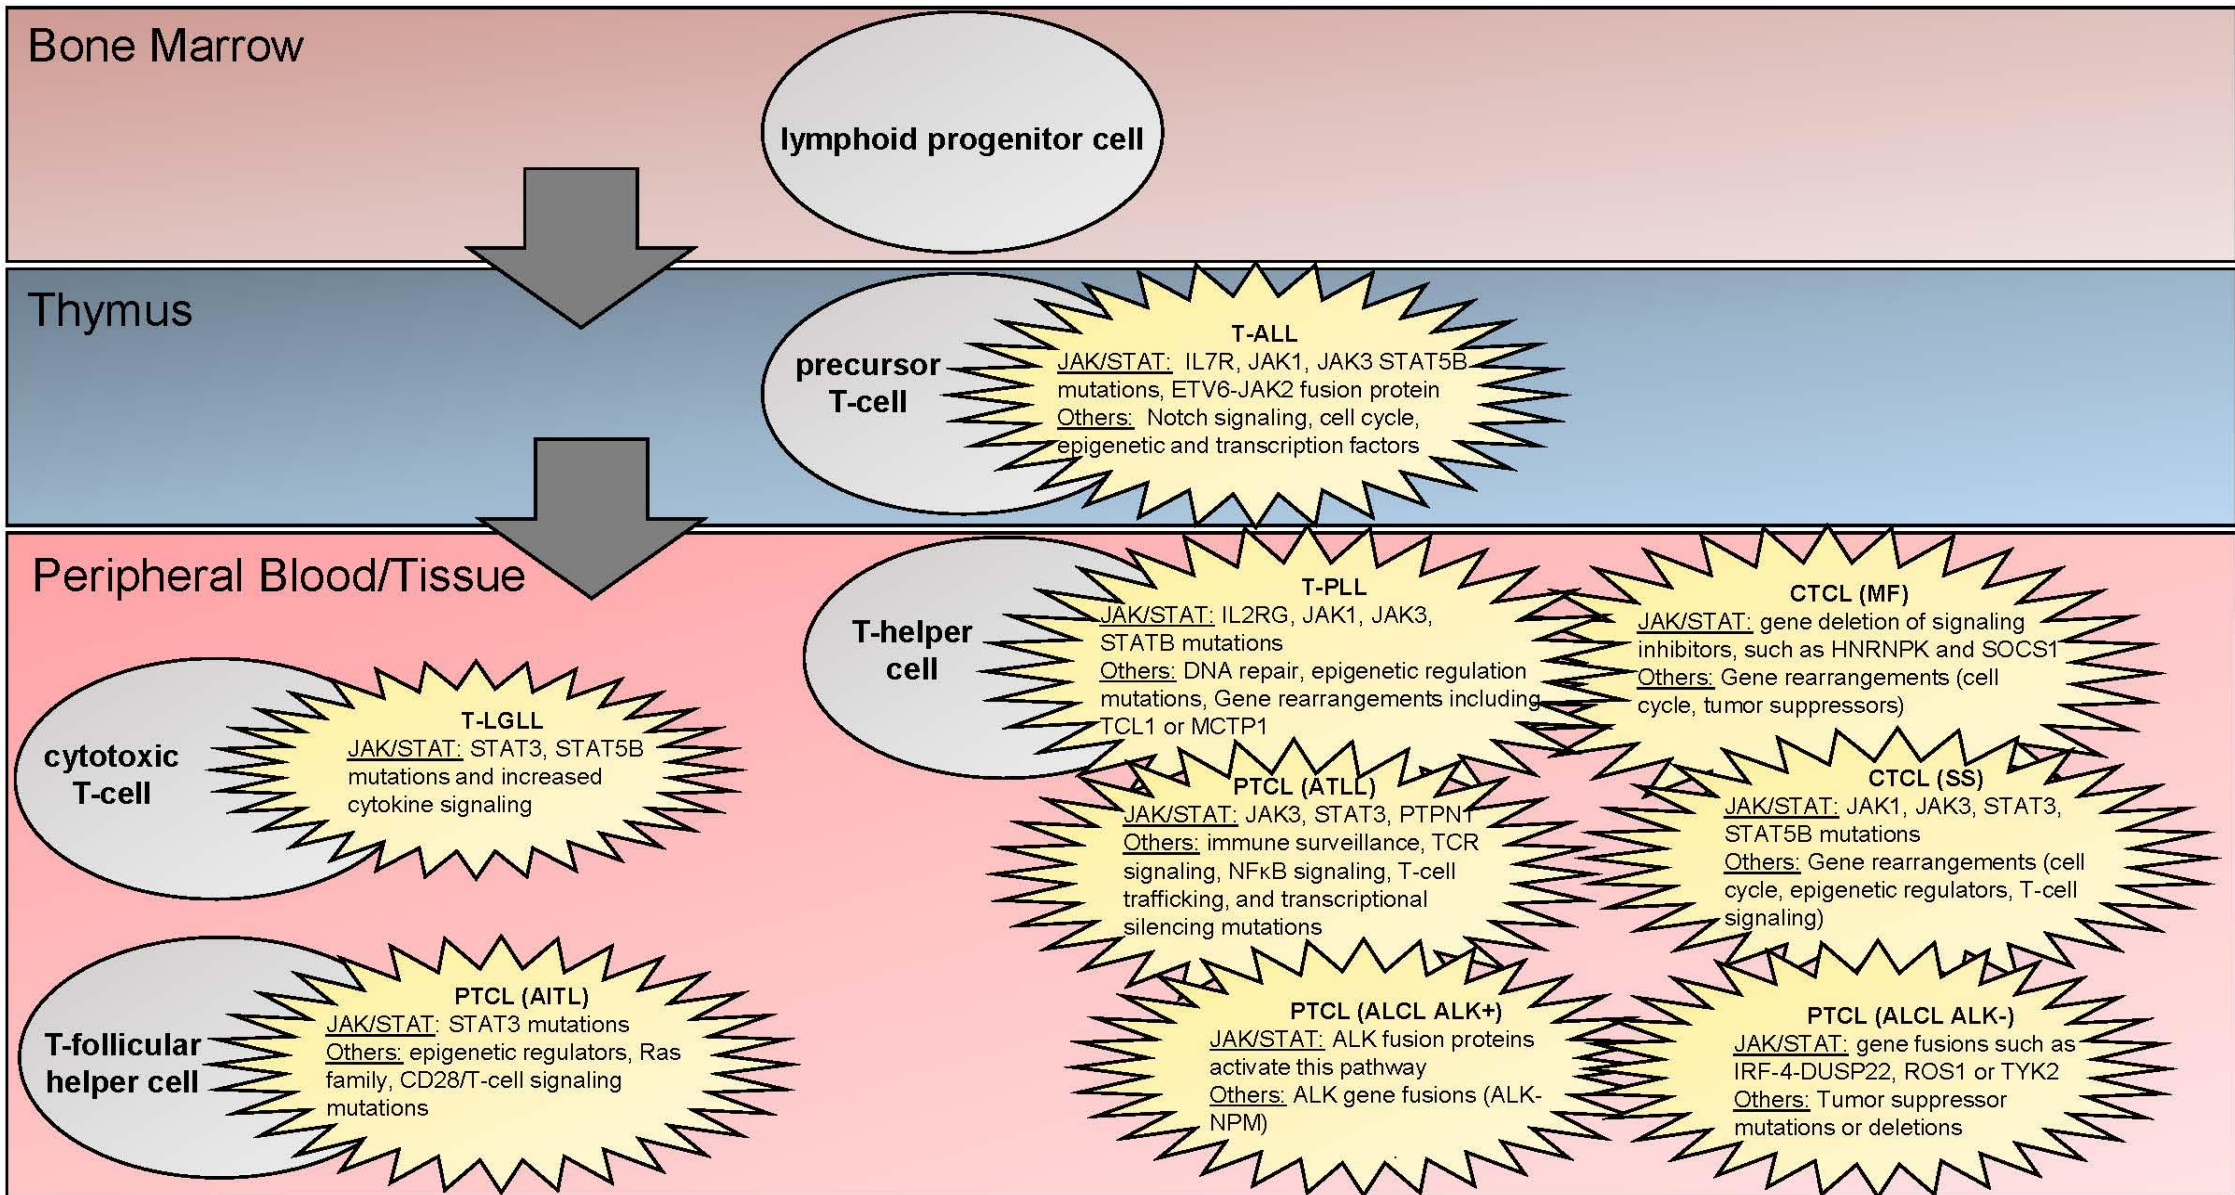 Bone Marrow
lymphoid progenitor cell
Thymus
precursor
T-cell
T-ALL
JAK/STAT: IL7R, JAK1, JAK3 STAT5B
mutations, ETV6-JAK2 fusion protein
Others: Notch signaling, cell cycle,
epigenetic and transcription factors
Peripheral Blood/Tissue
cytotoxic
T-cell
T-LGLL
JAK/STAT: STAT3, STAT5B
mutations and increased
cytokine signaling
T-follicular
helper cell
PTCL (AITL)
JAK/STAT: STAT3 mutations
Others: epigenetic regulators, Ras
family, CD28/T-cell signaling
mutations
T-helper
cell
T-PLL
JAK/STAT: IL2RG, JAK1, JAK3,
STATB mutations
Others: DNA repair, epigenetic regulation
mutations, Gene rearrangements including
TCL1 or MCTP1
CTCL (MF)
JAK/STAT: gene deletion of signaling
inhibitors, such as HNRNPK and SOCS1
Others: Gene rearrangements (cell
cycle, tumor suppressors)
PTCL (ATLL)
JAK/STAT: JAK3, STAT3, PTPN1
Others: immune surveillance, TCR
signaling, NFκB signaling, T-cell
trafficking, and transcriptional
silencing mutations
CTCL (SS)
JAK/STAT: JAK1, JAK3, STAT3,
STAT5B mutations
Others: Gene rearrangements (cell
cycle, epigenetic regulators, T-cell
signaling)
PTCL (ALCL ALK+)
JAK/STAT: ALK fusion proteins
activate this pathway
Others: ALK gene fusions (ALK-
NPM)
PTCL (ALCL ALK-)
JAK/STAT: gene fusions such as
IRF-4-DUSP22, ROS1 or TYK2
Others: Tumor suppressor
mutations or deletions